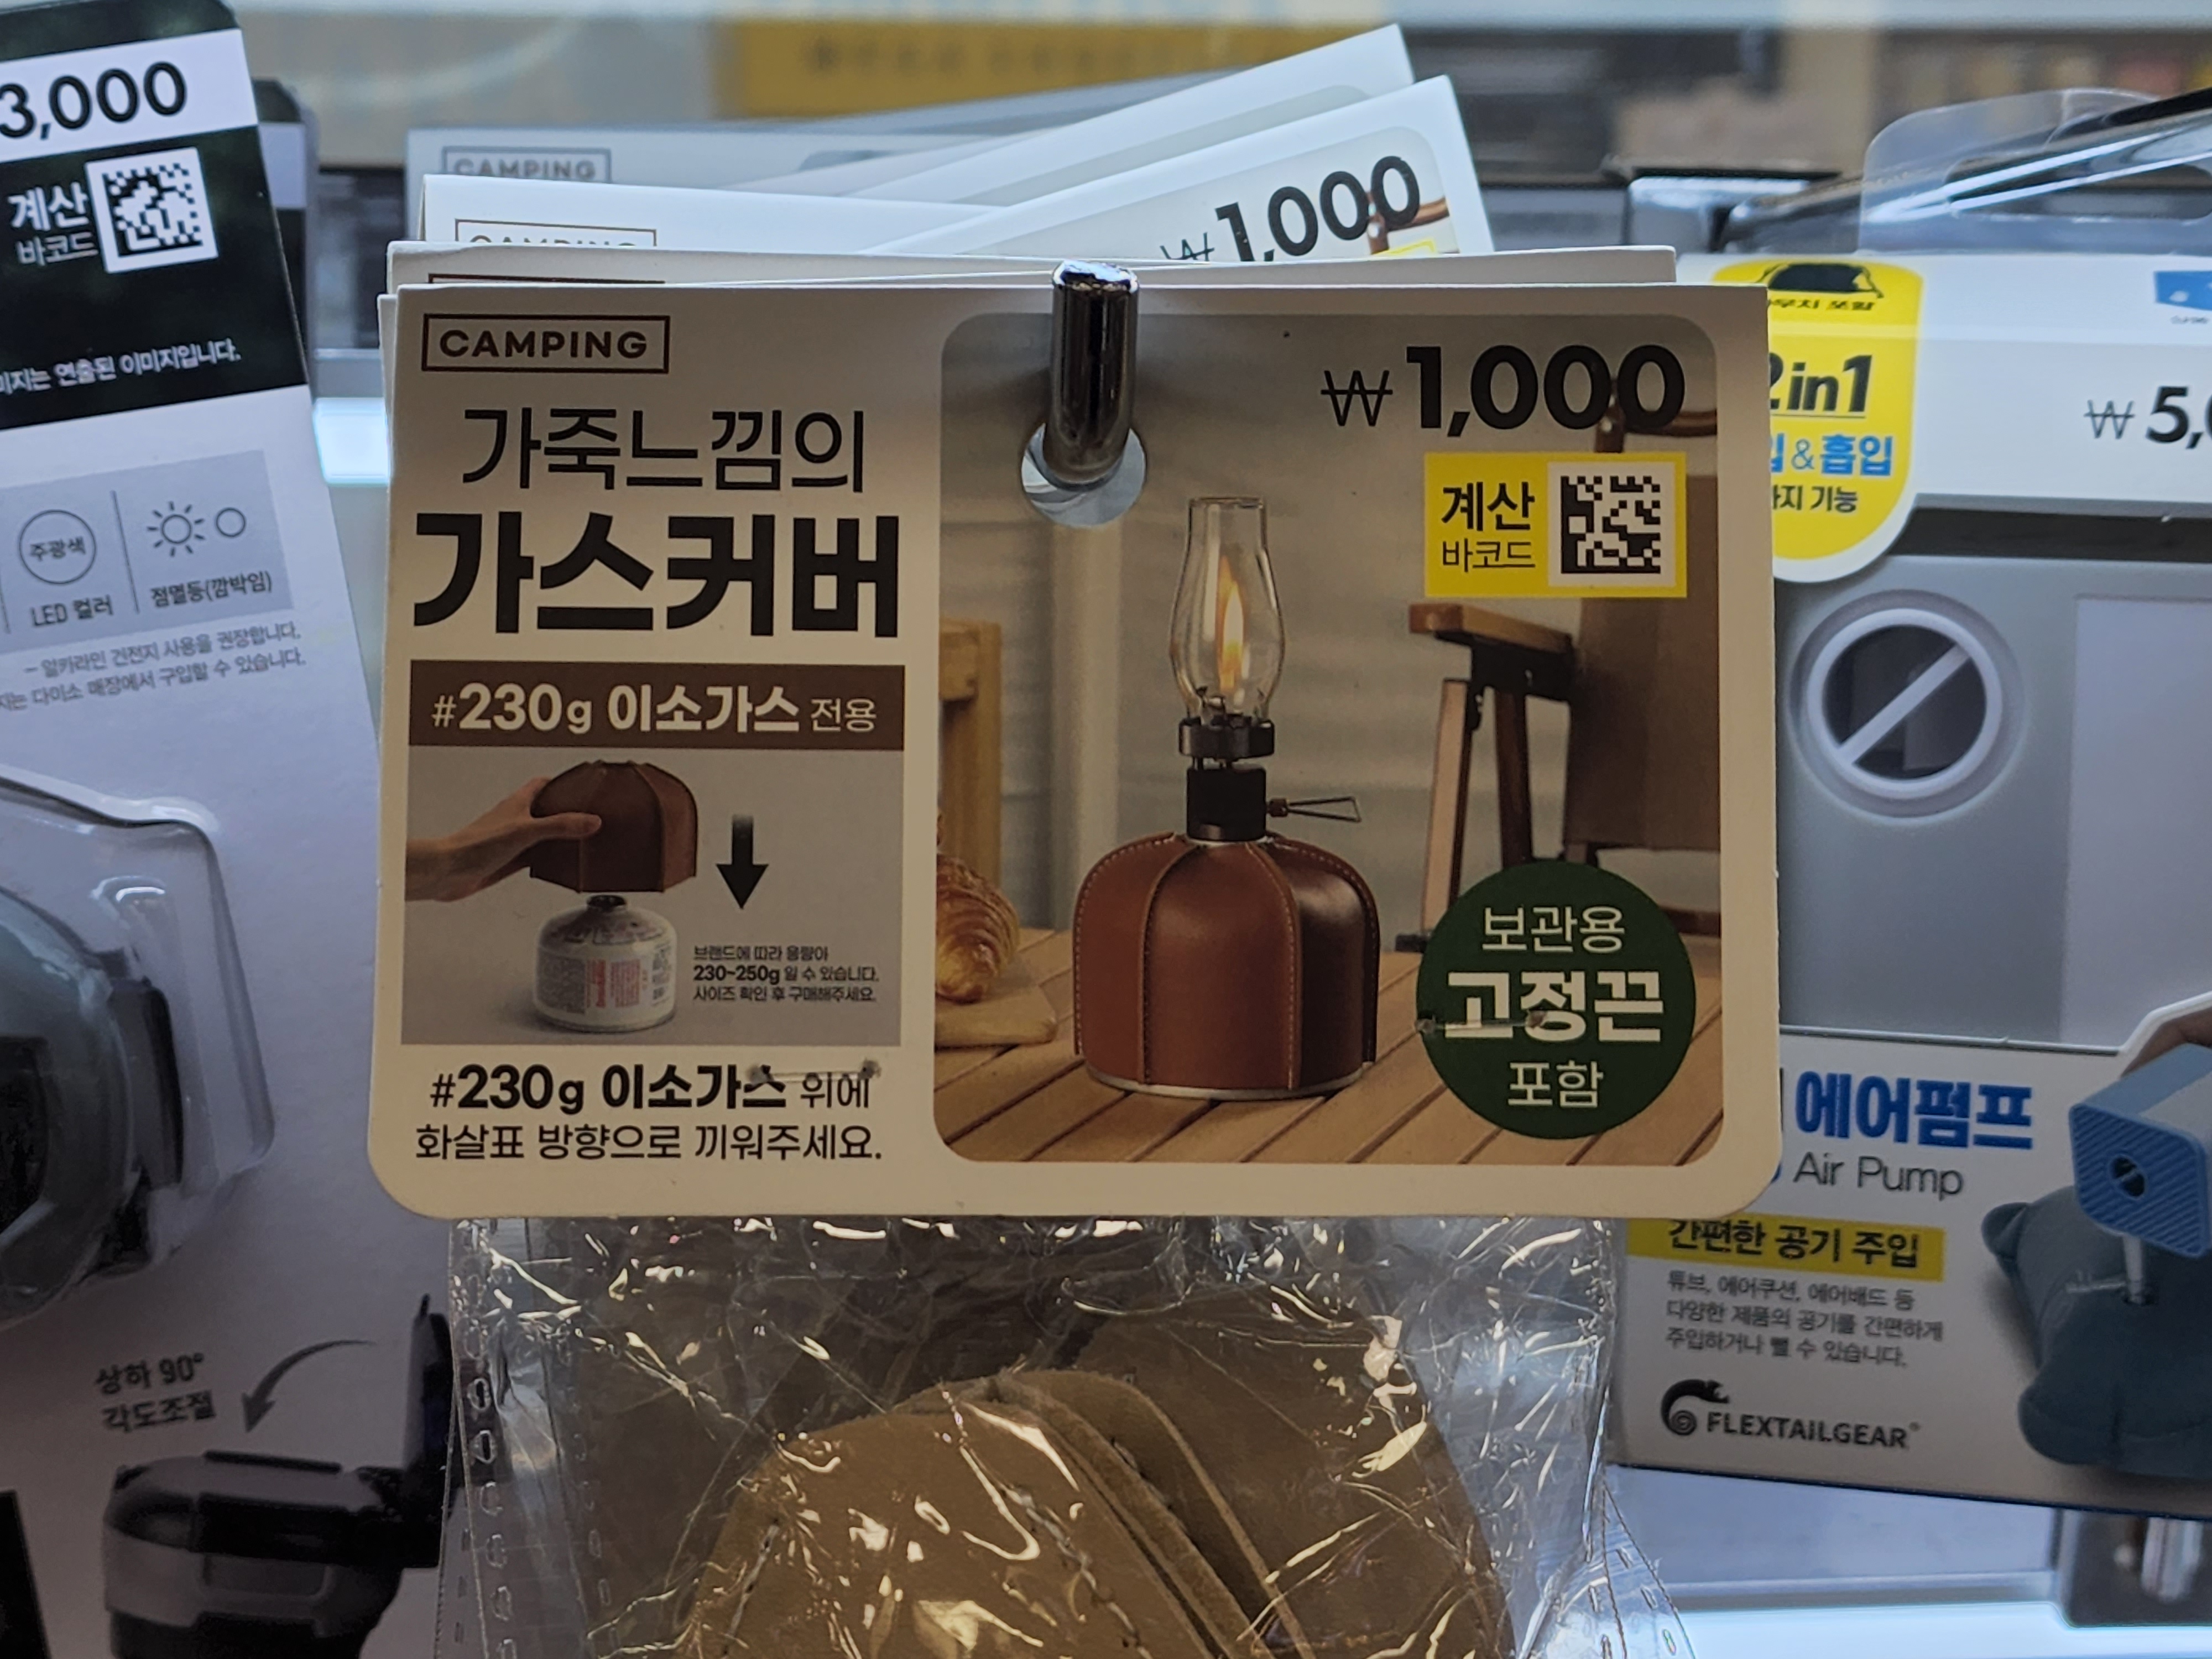 3,000
계산
바코드
연출된 이미지입니다.
주광색
LED 컬러
점멸등(깜박임)
– 알카라인 건전지 사용을 권장합니다.
다이소 매장에서 구입할 수 있습니다.
상하 90°
각도조절
CAMPING
CAMPING
₩1,000
CAMPING
가죽느낌의
가스커버
#230g 이소가스 전용
브랜드에 따라 용량이
230~250g 일 수 있습니다.
사이즈 확인 후 구매해주세요.
#230g 이소가스 위에
화살표 방향으로 끼워주세요.
₩1,000
계산
바코드
보관용
고정끈
포함
포함
2in1
& 흡입
기능
₩5,
에어펌프
Air Pump
간편한 공기 주입
튜브, 에어쿠션, 에어베드 등
다양한 제품의 공기를 간편하게
주입하거나 뺄 수 있습니다.
FLEXTAILGEAR®